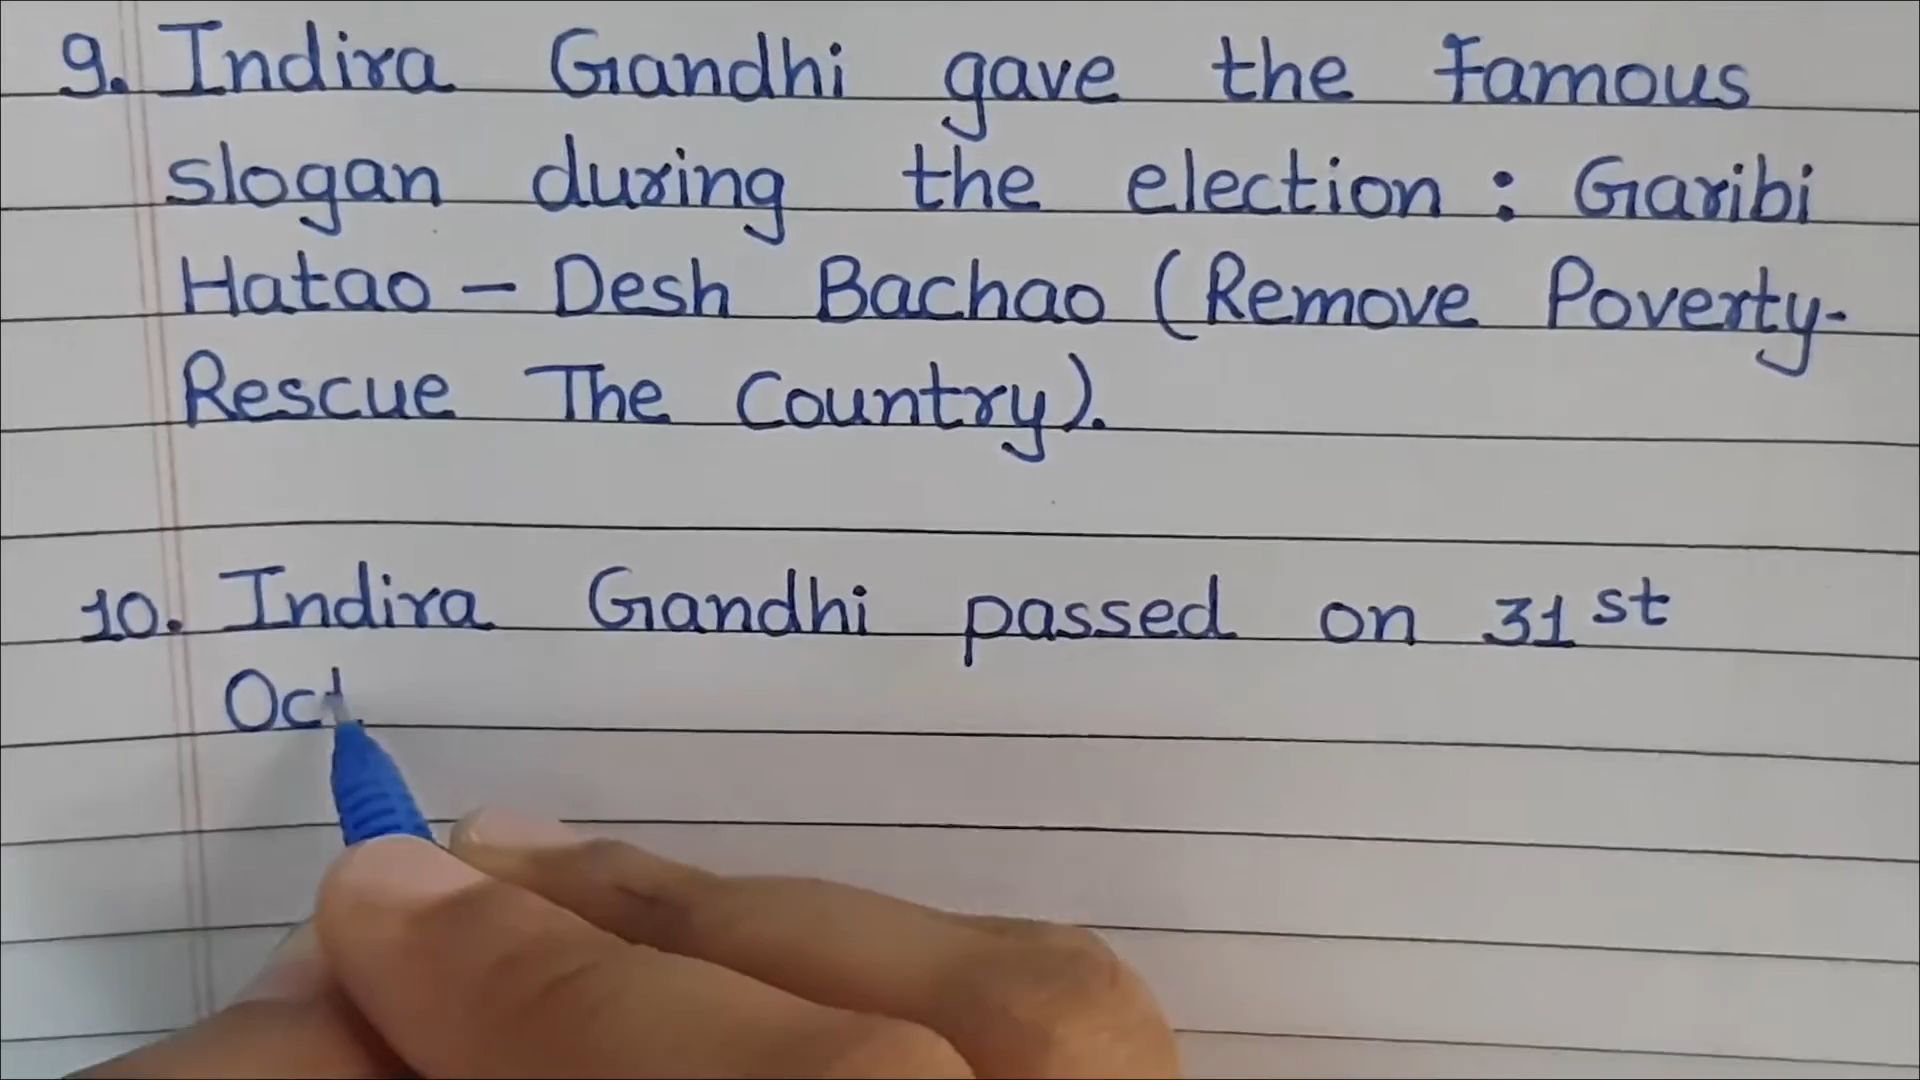 9. Indira Gandhi gave the famous
slogan during the election : Garibi
Hatao - Desh Bachao (Remove Poverty-
Rescue The Country).
10. Indira Gandhi passed on 31st
Oct